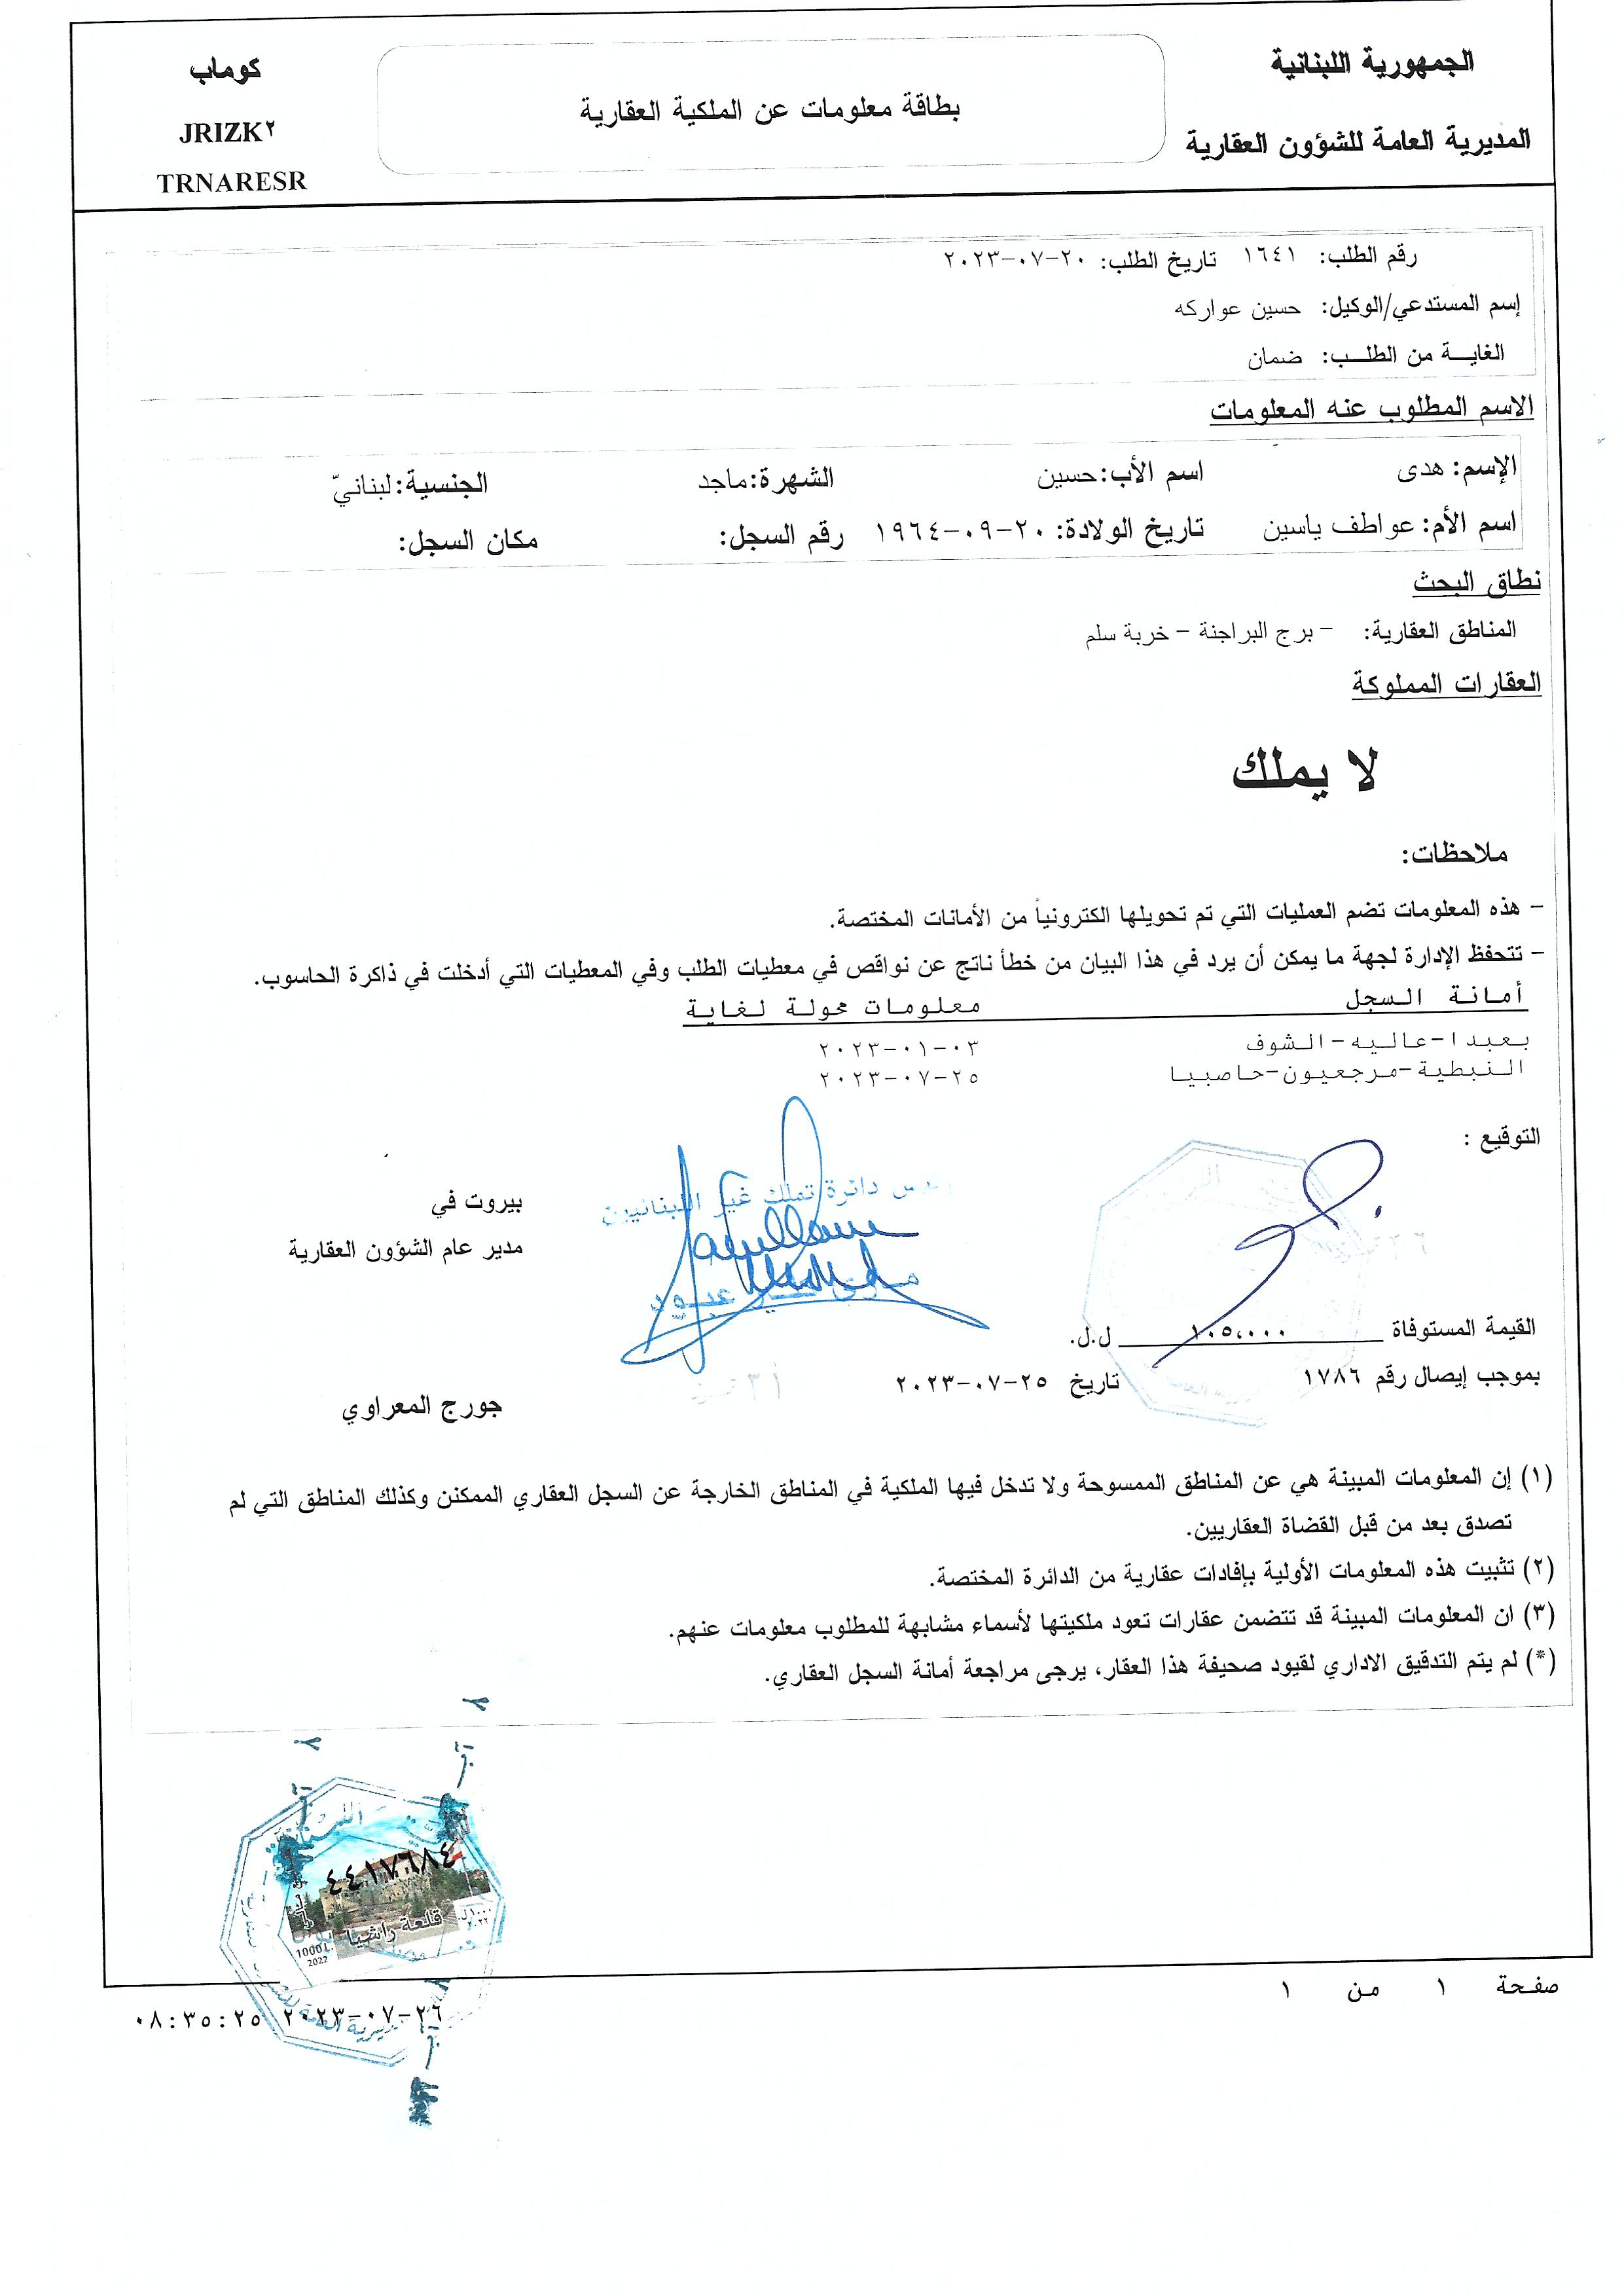 الجمهورية اللبنانية
المديرية العامة للشؤون العقارية
بطاقة معلومات عن الملكية العقارية
كوماب
JRIZK٢
TRNARESR
رقم الطلب: ١٦٤١ تاريخ الطلب: ٢٠-٠٧-٢٠٢٣
إسم المستدعي/الوكيل: حسين عواركه
الغايـة من الطلـب: ضمان
الاسم المطلوب عنه المعلومات
الإسم: هدى اسم الأب: حسين الشهرة: ماجد الجنسية: لبنانيّ
اسم الأم: عواطف ياسين تاريخ الولادة: ٢٠-٠٩-١٩٦٤ رقم السجل: مكان السجل:
نطاق البحث
المناطق العقارية: - برج البراجنة - خربة سلم
العقارات المملوكة
لا يملك
ملاحظات:
- هذه المعلومات تضم العمليات التي تم تحويلها الكترونياً من الأمانات المختصة.
- تتحفظ الإدارة لجهة ما يمكن أن يرد في هذا البيان من خطأ ناتج عن نواقص في معطيات الطلب وفي المعطيات التي أدخلت في ذاكرة الحاسوب.
أمانة السجل معلومات محولة لغاية
بعبدا-عاليه-الشوف ٠٣-٠١-٢٠٢٣
النبطية-مرجعيون-حاصبيا ٢٥-٠٧-٢٠٢٣
التوقيع :
دائرة تملك غير اللبنانيين
عبود
بيروت في
مدير عام الشؤون العقارية
القيمة المستوفاة ١٠٥،٠٠٠ ل.ل.
بموجب إيصال رقم ١٧٨٦ تاريخ ٢٥-٠٧-٢٠٢٣
جورج المعراوي
(١) إن المعلومات المبينة هي عن المناطق الممسوحة ولا تدخل فيها الملكية في المناطق الخارجة عن السجل العقاري الممكنن وكذلك المناطق التي لم
تصدق بعد من قبل القضاة العقاريين.
(٢) تثبيت هذه المعلومات الأولية بإفادات عقارية من الدائرة المختصة.
(٣) ان المعلومات المبينة قد تتضمن عقارات تعود ملكيتها لأسماء مشابهة للمطلوب معلومات عنهم.
(*) لم يتم التدقيق الاداري لقيود صحيفة هذا العقار، يرجى مراجعة أمانة السجل العقاري.
٤٤١٧٦٨٤
قلعة راشيا
١٠٠٠ل.
٢٠٢٢
1000 L.
2022
صفحة ١ من ١
٢٦-٠٧-٢٠٢٣ ٠٨:٣٥:٢٥